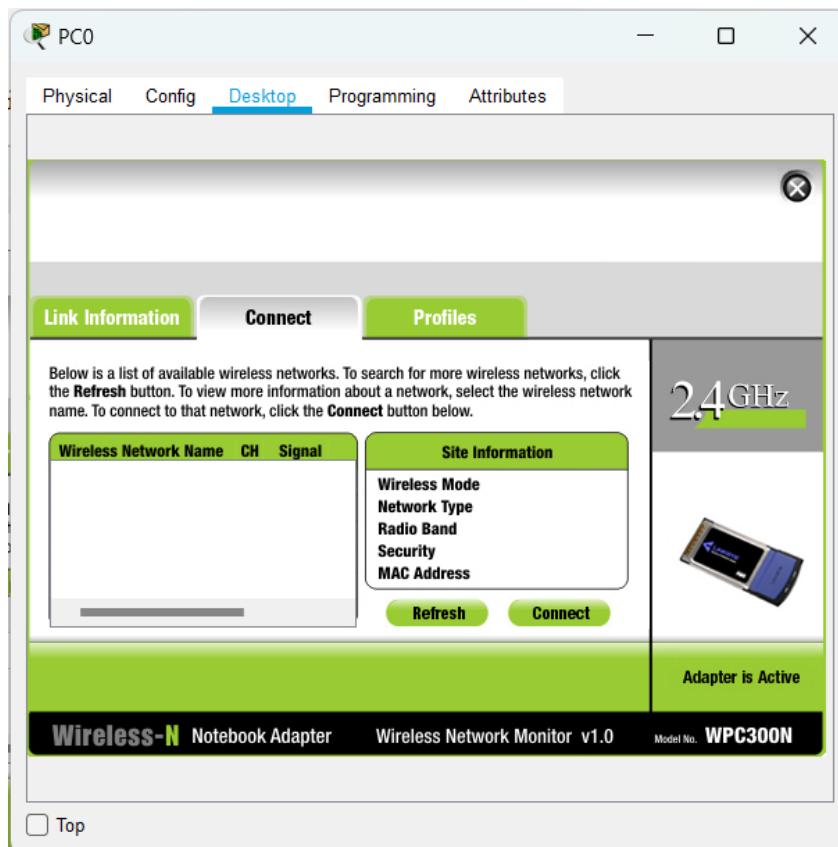 PC0
Physical Config Desktop Programming Attributes
Link Information Connect Profiles
Below is a list of available wireless networks. To search for more wireless networks, click
the Refresh button. To view more information about a network, select the wireless network
name. To connect to that network, click the Connect button below.
2.4GHz
Wireless Network Name CH Signal
Site Information
Wireless Mode
Network Type
Radio Band
Security
MAC Address
Refresh Connect
Adapter is Active
Wireless-N Notebook Adapter Wireless Network Monitor v1.0 Model No. WPC300N
Top